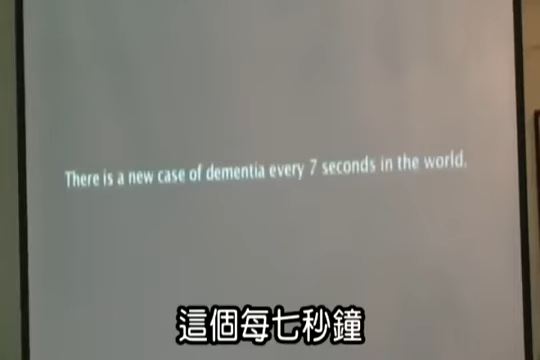 There is a new case of dementia every 7 seconds in the world.
這個每七秒鐘